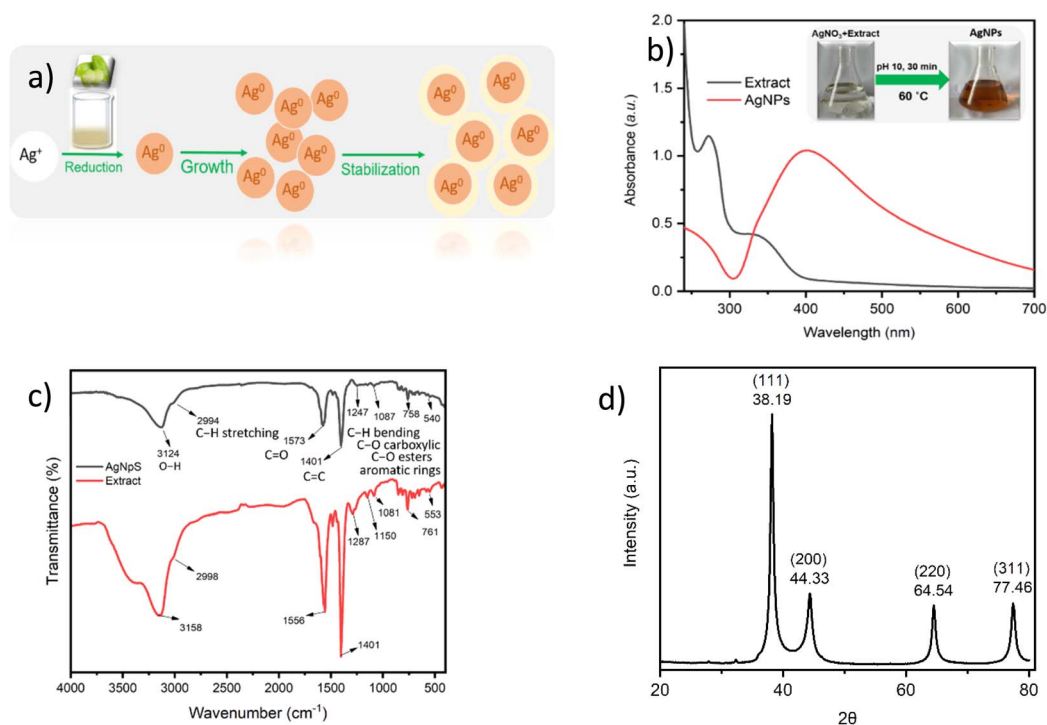 a)
Ag⁺
Reduction
Ag⁰
Growth
Ag⁰
Ag⁰
Ag⁰
Ag⁰
Ag⁰
Ag⁰
Ag⁰
Ag⁰
Stabilization
Ag⁰
Ag⁰
Ag⁰
Ag⁰
Ag⁰
Ag⁰
b)
Absorbance (a.u.)
2.0
1.5
1.0
0.5
0.0
Extract
AgNPs
AgNO₃+Extract
pH 10, 30 min
60 ˚C
AgNPs
300
400
500
600
700
Wavelength (nm)
c)
Transmittance (%)
3124
O−H
2994
C−H stretching
1573
C=O
1401
C=C
1247
1087
758
540
C−H bending
C−O carboxylic
C−O esters
aromatic rings
AgNpS
Extract
3158
2998
1556
1401
1287
1150
1081
761
553
4000
3500
3000
2500
2000
1500
1000
500
Wavenumber (cm⁻¹)
d)
Intensity (a.u.)
(111)
38.19
(200)
44.33
(220)
64.54
(311)
77.46
20
40
60
80
2θ